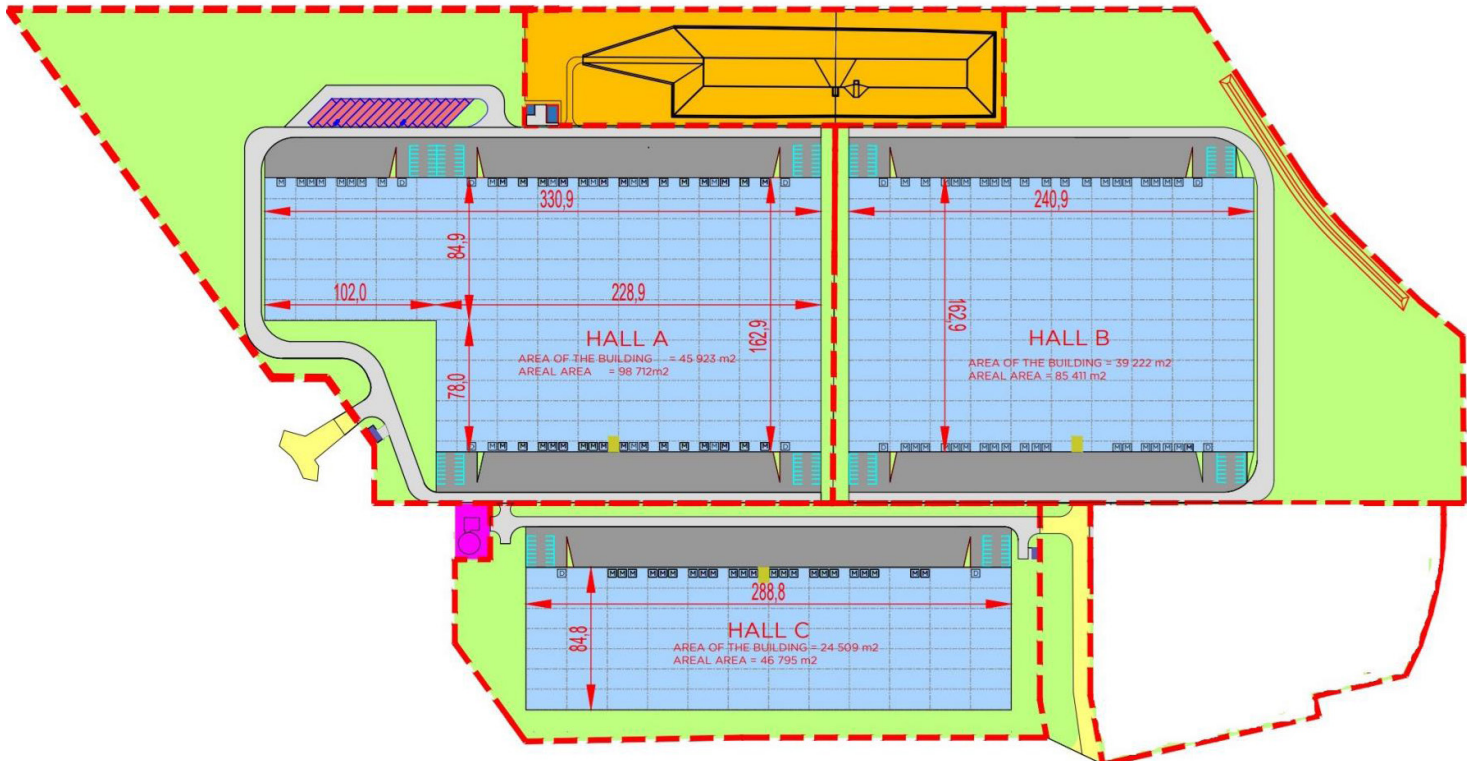 330,9
240,9
84,9
102,0
228,9
162,9
162,9
78,0
HALL A
AREA OF THE BUILDING = 45 923 m2
AREAL AREA = 98 712m2
HALL B
AREA OF THE BUILDING = 39 222 m2
AREAL AREA = 85 411 m2
288,8
84,8
HALL C
AREA OF THE BUILDING = 24 509 m2
AREAL AREA = 46 795 m2